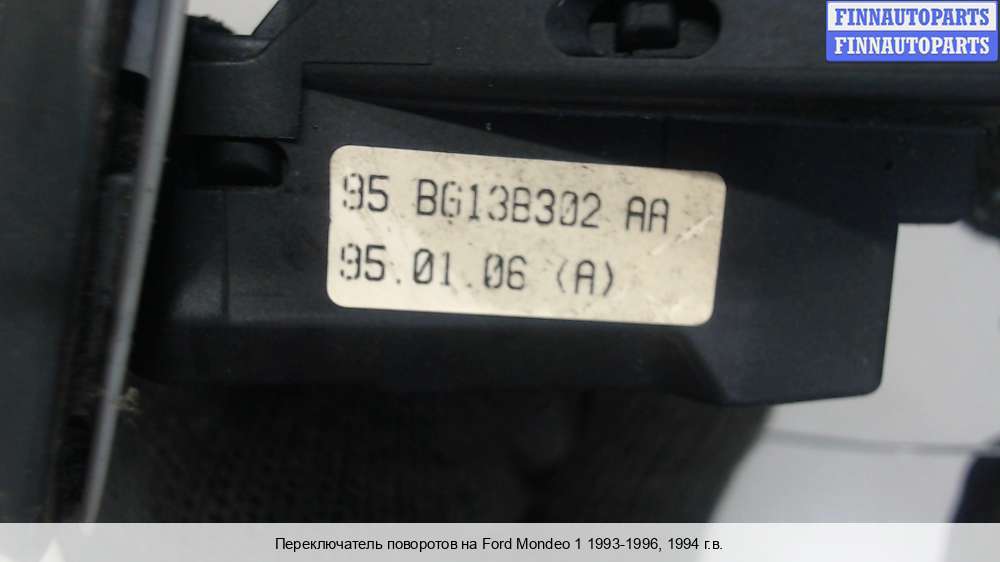 FINNAUTOPARTS
FINNAUTOPARTS
95 BG13B302 AA
95.01.06 (A)
Переключатель поворотов на Ford Mondeo 1 1993-1996, 1994 г.в.